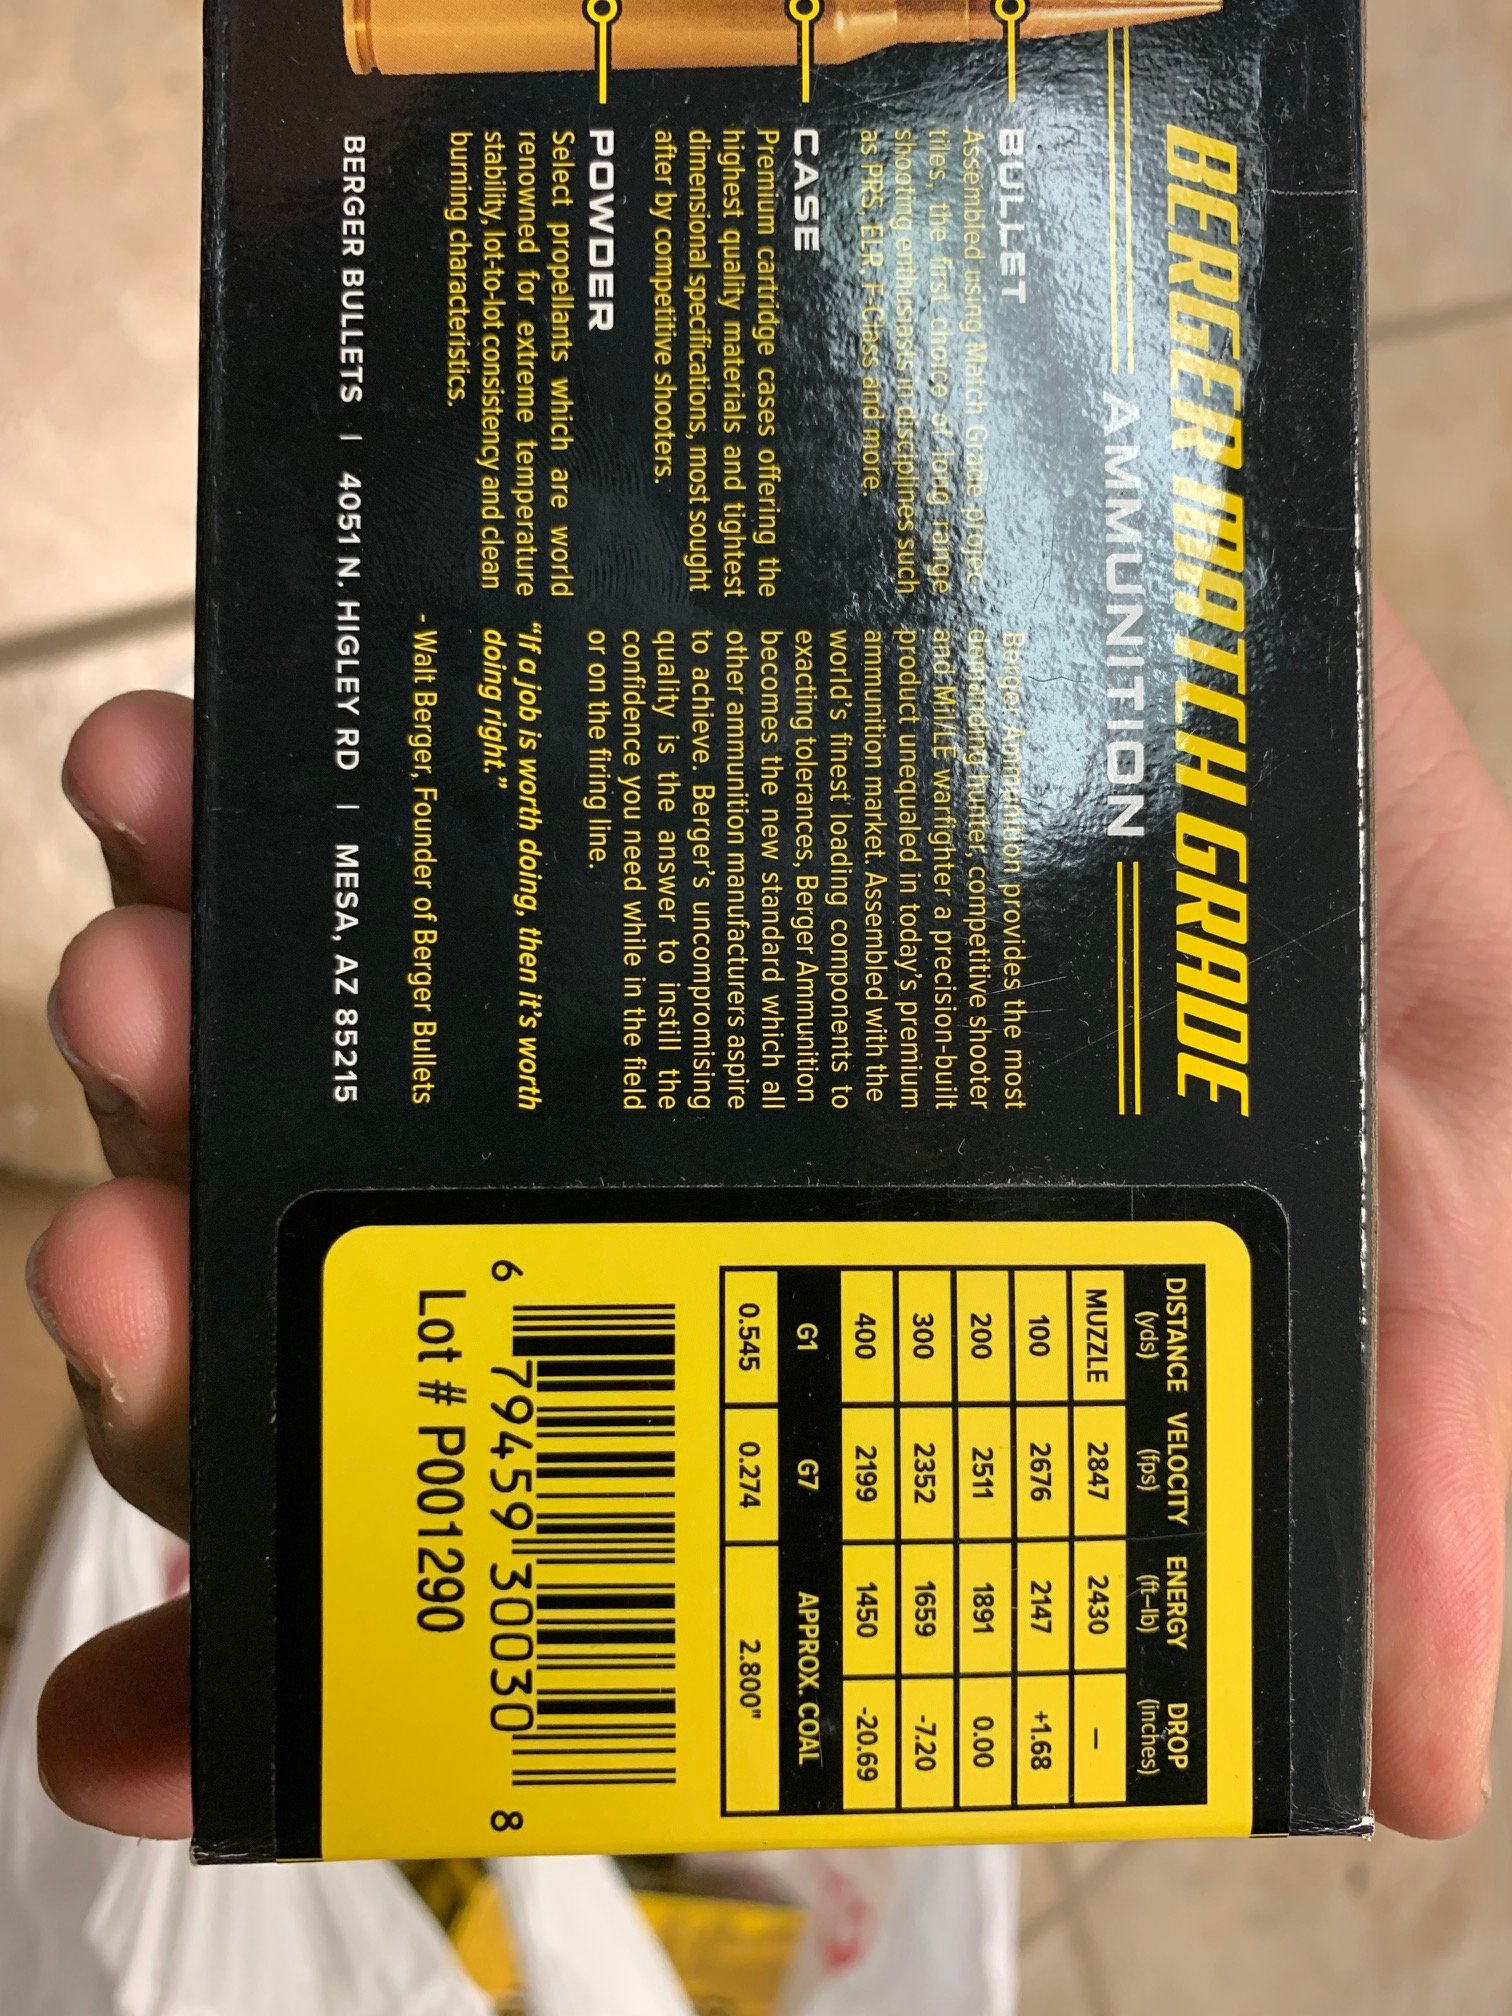 BERGER MATCH GRADE
AMMUNITION
BULLET
Assembled using Match Grade projec-
tiles, the first choice of long range
shooting enthusiasts in disciplines such
as PRS, ELR, F-Class and more.
CASE
Premium cartridge cases offering the
highest quality materials and tightest
dimensional specifications, most sought
after by competitive shooters.
POWDER
Select propellants which are world
renowned for extreme temperature
stability, lot-to-lot consistency and clean
burning characteristics.
Berger Ammunition provides the most
demanding hunter, competitive shooter
and Mil/LE warfighter a precision-built
product unequaled in today's premium
ammunition market. Assembled with the
world's finest loading components to
exacting tolerances, Berger Ammunition
becomes the new standard which all
other ammunition manufacturers aspire
to achieve. Berger's uncompromising
quality is the answer to instill the
confidence you need while in the field
or on the firing line.
"If a job is worth doing, then it's worth
doing right."
- Walt Berger, Founder of Berger Bullets
BERGER BULLETS | 4051 N. HIGLEY RD | MESA, AZ 85215
DISTANCE VELOCITY ENERGY DROP
(yds) (fps) (ft-lb) (inches)
MUZZLE 2847 2430 –
100 2676 2147 +1.68
200 2511 1891 0.00
300 2352 1659 -7.20
400 2199 1450 -20.69
G1 G7 APPROX. COAL
0.545 0.274 2.800"
6 79459 30030 8
Lot # P001290